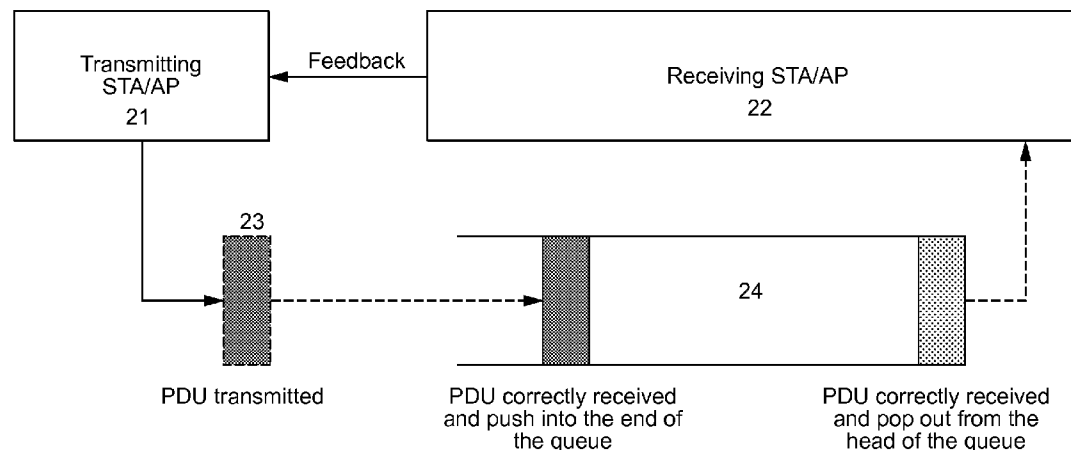 Transmitting
STA/AP
21
Feedback
Receiving STA/AP
22
23
24
PDU transmitted
PDU correctly received
and push into the end of
the queue
PDU correctly received
and pop out from the
head of the queue